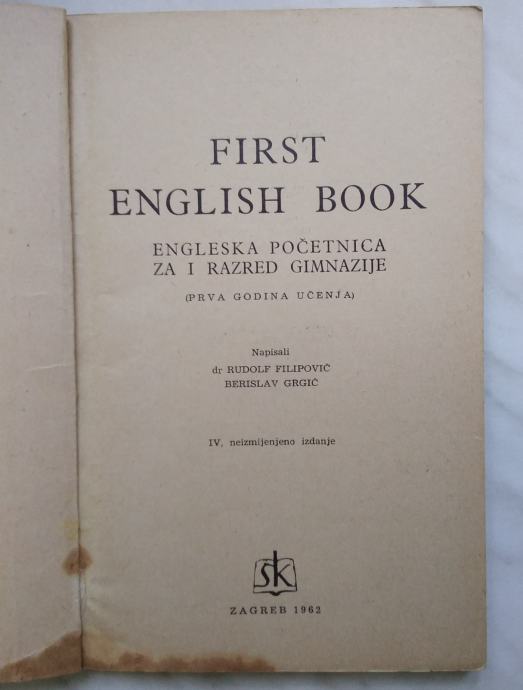 FIRST
ENGLISH BOOK
ENGLESKA POČETNICA
ZA I RAZRED GIMNAZIJE
(PRVA GODINA UČENJA)
Napisali
dr RUDOLF FILIPOVIĆ
BERISLAV GRGIĆ
IV, neizmijenjeno izdanje
šk
ZAGREB 1962